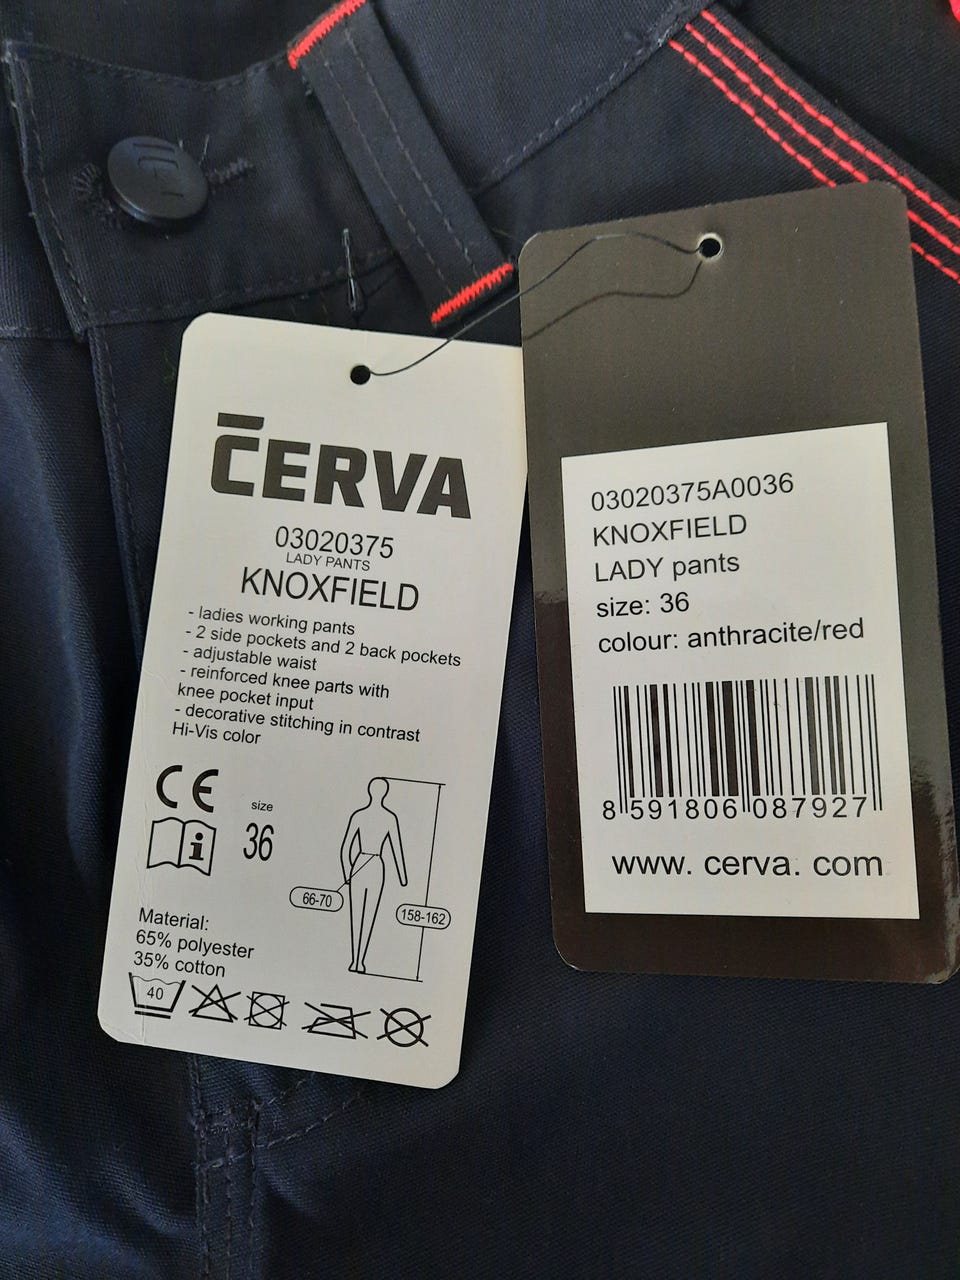 CERVA
03020375
LADY PANTS
KNOXFIELD
- ladies working pants
- 2 side pockets and 2 back pockets
- adjustable waist
- reinforced knee parts with
knee pocket input
- decorative stitching in contrast
Hi-Vis color
CE
size
36
i
66-70
158-162
Material:
65% polyester
35% cotton
40
03020375A0036
KNOXFIELD
LADY pants
size: 36
colour: anthracite/red
8 591806 087927
www. cerva. com